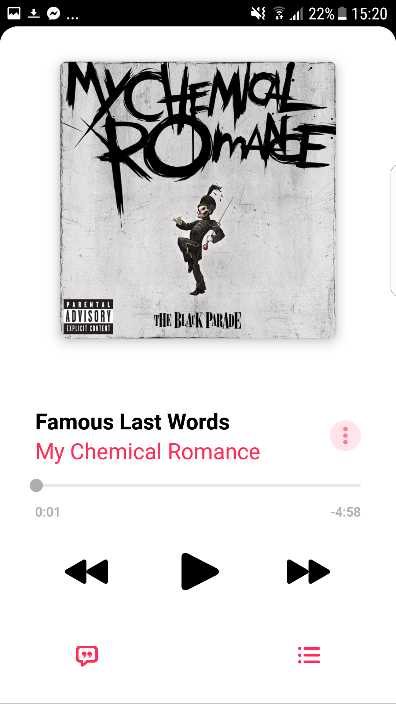 ... 22% 15:20
MY CHEMICAL
ROMANCE
PARENTAL
ADVISORY
EXPLICIT CONTENT
THE BLACK PARADE
Famous Last Words
My Chemical Romance
0:01 -4:58